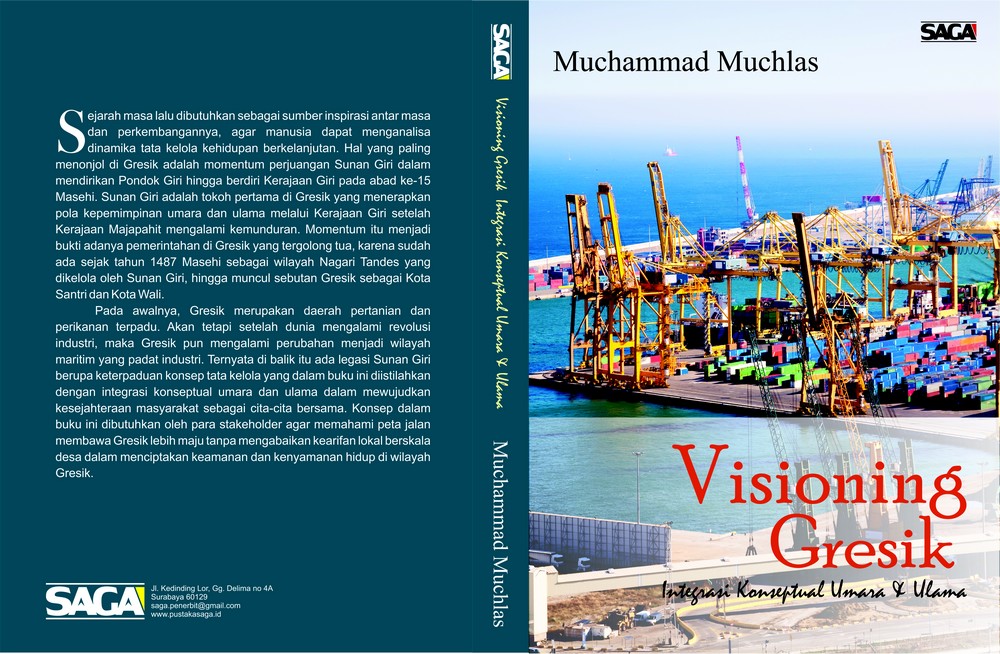 Sejarah masa lalu dibutuhkan sebagai sumber inspirasi antar masa
dan perkembangannya, agar manusia dapat menganalisa
dinamika tata kelola kehidupan berkelanjutan. Hal yang paling
menonjol di Gresik adalah momentum perjuangan Sunan Giri dalam
mendirikan Pondok Giri hingga berdiri Kerajaan Giri pada abad ke-15
Masehi. Sunan Giri adalah tokoh pertama di Gresik yang menerapkan
pola kepemimpinan umara dan ulama melalui Kerajaan Giri setelah
Kerajaan Majapahit mengalami kemunduran. Momentum itu menjadi
bukti adanya pemerintahan di Gresik yang tergolong tua, karena sudah
ada sejak tahun 1487 Masehi sebagai wilayah Nagari Tandes yang
dikelola oleh Sunan Giri, hingga muncul sebutan Gresik sebagai Kota
Santri dan Kota Wali.
Pada awalnya, Gresik merupakan daerah pertanian dan
perikanan terpadu. Akan tetapi setelah dunia mengalami revolusi
industri, maka Gresik pun mengalami perubahan menjadi wilayah
maritim yang padat industri. Ternyata di balik itu ada legasi Sunan Giri
berupa keterpaduan konsep tata kelola yang dalam buku ini diistilahkan
dengan integrasi konseptual umara dan ulama dalam mewujudkan
kesejahteraan masyarakat sebagai cita-cita bersama. Konsep dalam
buku ini dibutuhkan oleh para stakeholder agar memahami peta jalan
membawa Gresik lebih maju tanpa mengabaikan kearifan lokal berskala
desa dalam menciptakan keamanan dan kenyamanan hidup di wilayah
Gresik.
SAGA
Jl. Kedinding Lor, Gg. Delima no 4A
Surabaya 60129
saga.penerbit@gmail.com
www.pustakasaga.id
SAGA
Visioning Gresik Integrasi Konseptual Umara & Ulama
Muchammad Muchlas
SAGA
Muchammad Muchlas
Visioning
Gresik
Integrasi Konseptual Umara & Ulama